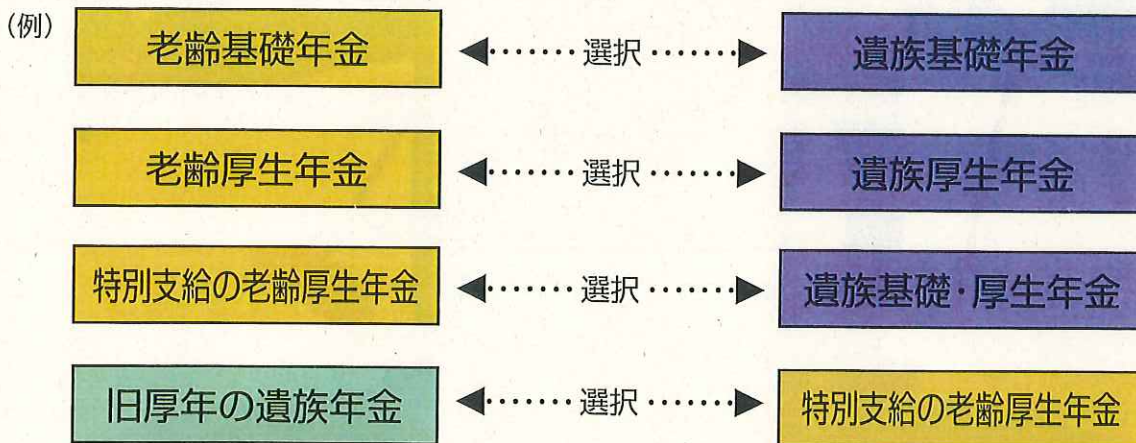 (例)
老齢基礎年金 ◀……選択……▶ 遺族基礎年金
老齢厚生年金 ◀……選択……▶ 遺族厚生年金
特別支給の老齢厚生年金 ◀……選択……▶ 遺族基礎・厚生年金
旧厚年の遺族年金 ◀……選択……▶ 特別支給の老齢厚生年金